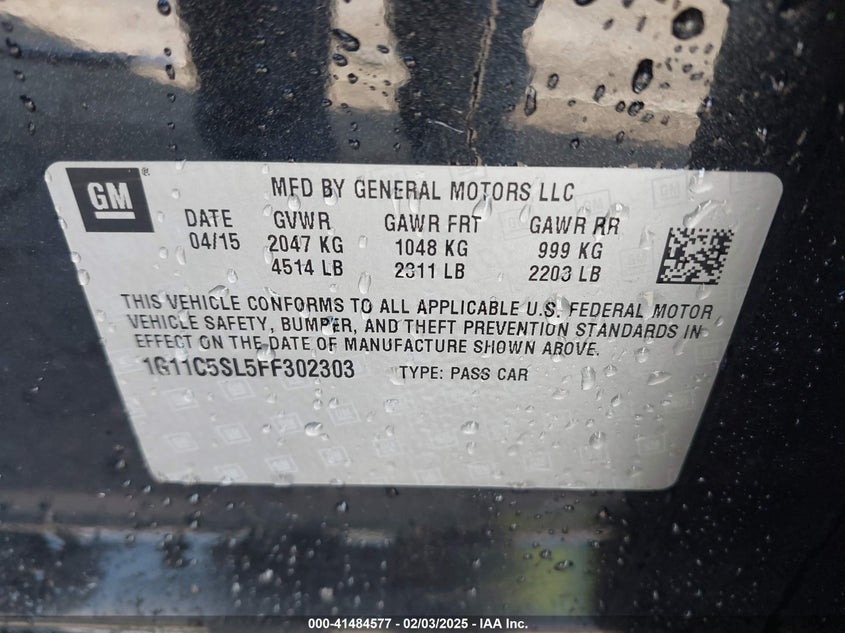 GM
MFD BY GENERAL MOTORS LLC
DATE GVWR GAWR FRT GAWR RR
04/15 2047 KG 1048 KG 999 KG
4514 LB 2311 LB 2203 LB
THIS VEHICLE CONFORMS TO ALL APPLICABLE U.S. FEDERAL MOTOR
VEHICLE SAFETY, BUMPER, AND THEFT PREVENTION STANDARDS IN
EFFECT ON THE DATE OF MANUFACTURE SHOWN ABOVE.
1G11C5SL5FF302303 TYPE: PASS CAR
000-41484577 - 02/03/2025 - IAA Inc.